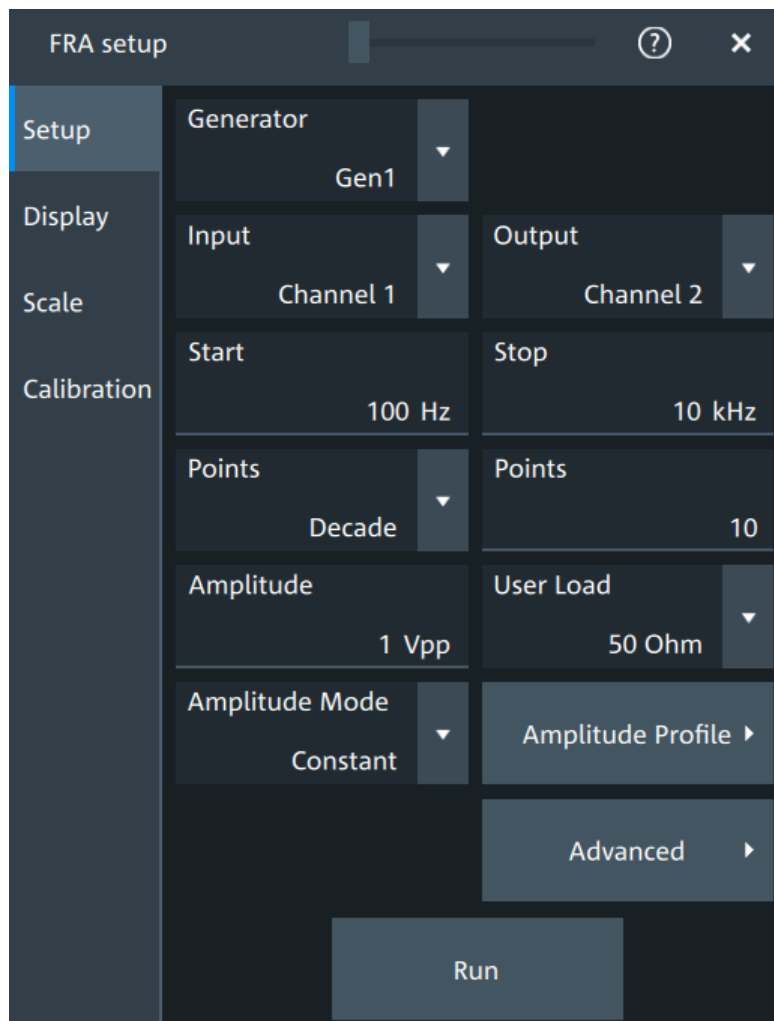 FRA setup ? ×
Setup
Display
Scale
Calibration
Generator
Gen1
Input
Channel 1
Output
Channel 2
Start
100 Hz
Stop
10 kHz
Points
Decade
Points
10
Amplitude
1 Vpp
User Load
50 Ohm
Amplitude Mode
Constant
Amplitude Profile
Advanced
Run